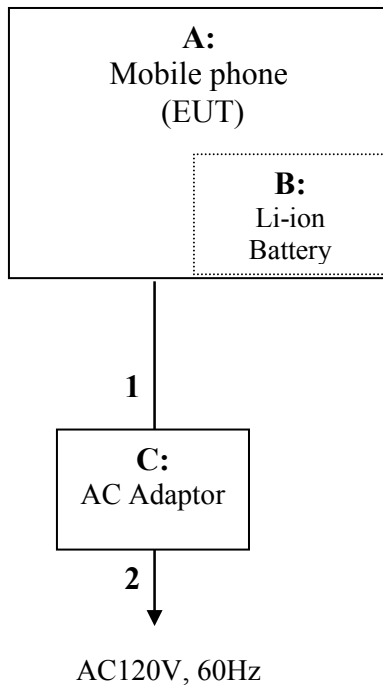 A:
Mobile phone
(EUT)
B:
Li-ion
Battery
1
C:
AC Adaptor
2
AC120V, 60Hz